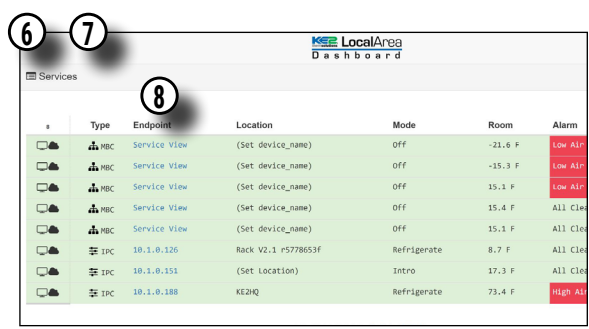 6 7
KE2 LocalArea
Dashboard
Services
8
Type Endpoint Location Mode Room Alarm
MBC Service View (Set device_name) Off -21.6 F Low Air
MBC Service View (Set device_name) Off -15.3 F Low Air
MBC Service View (Set device_name) Off 15.1 F Low Air
MBC Service View (Set device_name) Off 15.4 F All Clea
MBC Service View (Set device_name) Off 15.1 F All Clea
IPC 10.1.0.126 Rack V2.1 r5778653f Refrigerate 8.7 F All Clea
IPC 10.1.0.151 (Set Location) Intro 17.3 F All Clea
IPC 10.1.0.188 KE2HQ Refrigerate 73.4 F High Air